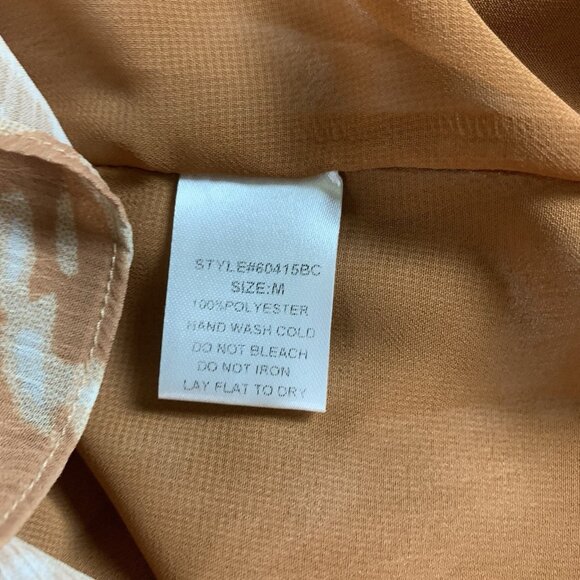 STYLE#60415BC
SIZE:M
100%POLYESTER
HAND WASH COLD
DO NOT BLEACH
DO NOT IRON
LAY FLAT TO DRY